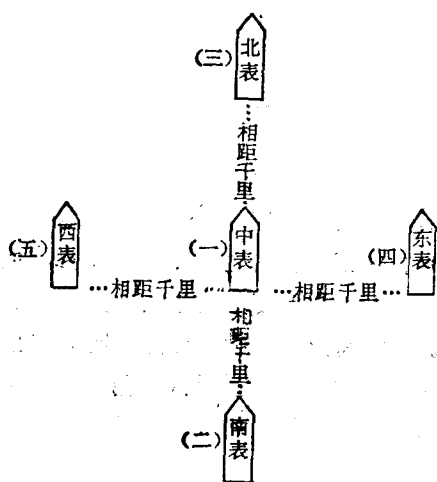 (三)北表
…相距千里…
(五)西表
(一)中表
(四)东表
…相距千里…
…相距千里…
相距千里…
(二)南表